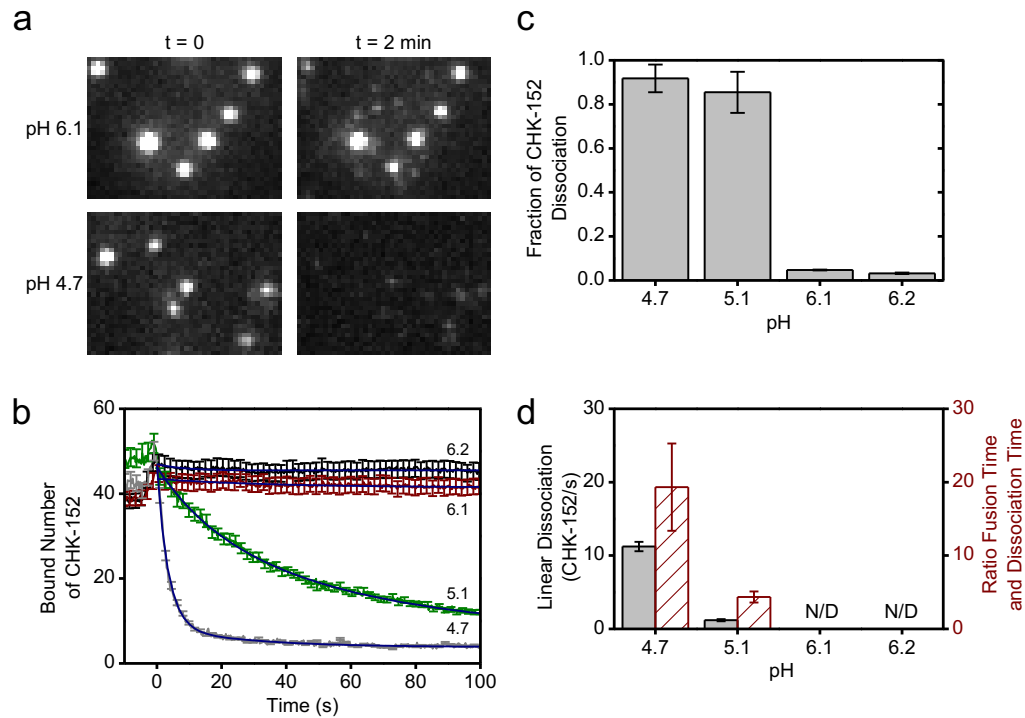 a
t = 0
t = 2 min
pH 6.1
pH 4.7
b
60
40
20
0
Bound Number
of CHK-152
6.2
6.1
5.1
4.7
0
20
40
60
80
100
Time (s)
c
1.0
0.8
0.6
0.4
0.2
0.0
Fraction of CHK-152
Dissociation
4.7
5.1
6.1
6.2
pH
d
30
20
10
0
Linear Dissociation
(CHK-152/s)
N/D
N/D
30
20
10
0
Ratio Fusion Time
and Dissociation Time
4.7
5.1
6.1
6.2
pH